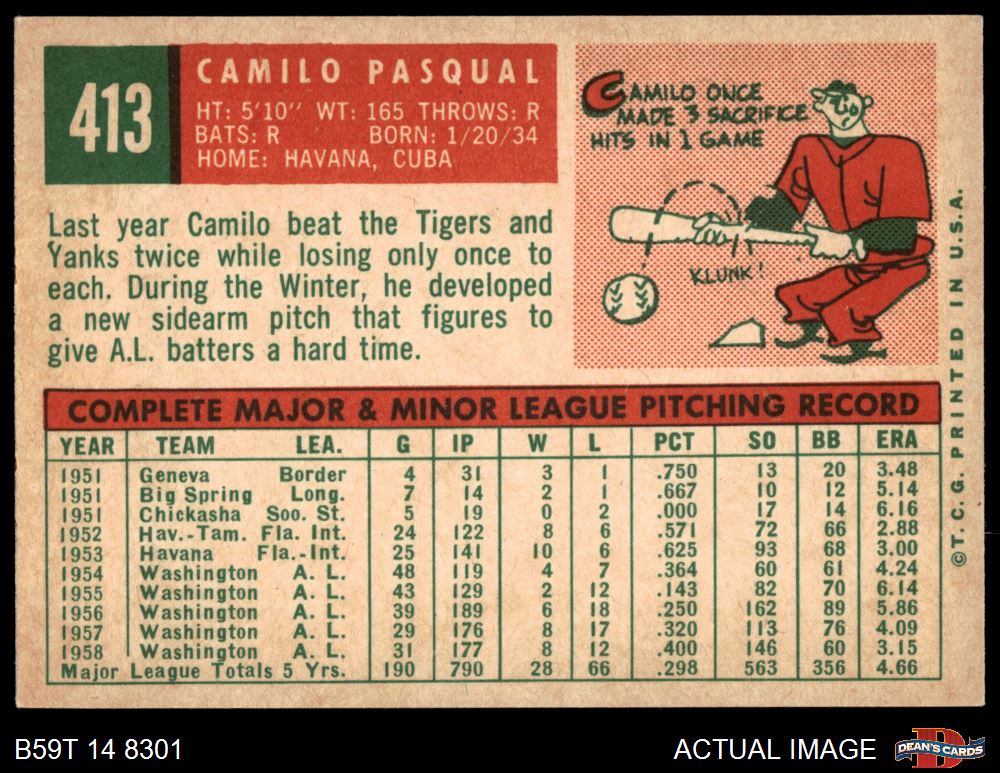 413
CAMILO PASQUAL
HT: 5'10" WT: 165 THROWS: R
BATS: R BORN: 1/20/34
HOME: HAVANA, CUBA
CAMILO ONCE
MADE 3 SACRIFICE
HITS IN 1 GAME
KLUNK!
Last year Camilo beat the Tigers and
Yanks twice while losing only once to
each. During the Winter, he developed
a new sidearm pitch that figures to
give A.L. batters a hard time.
COMPLETE MAJOR & MINOR LEAGUE PITCHING RECORD
YEAR TEAM LEA. G IP W L PCT SO BB ERA
1951 Geneva Border 4 31 3 1 .750 13 20 3.48
1951 Big Spring Long. 7 14 2 1 .667 10 12 5.14
1951 Chickasha Soo. St. 5 19 0 2 .000 17 14 6.16
1952 Hav.-Tam. Fla. Int. 24 122 8 6 .571 72 66 2.88
1953 Havana Fla.-Int. 25 141 10 6 .625 93 68 3.00
1954 Washington A. L. 48 119 4 7 .364 60 61 4.24
1955 Washington A. L. 43 129 2 12 .143 82 70 6.14
1956 Washington A. L. 39 189 6 18 .250 162 89 5.86
1957 Washington A. L. 29 176 8 17 .320 113 76 4.09
1958 Washington A. L. 31 177 8 12 .400 146 60 3.15
Major League Totals 5 Yrs. 190 790 28 66 .298 563 356 4.66
©T. C. G. PRINTED IN U.S.A.
B59T 14 8301
ACTUAL IMAGE
DEAN'S CARDS